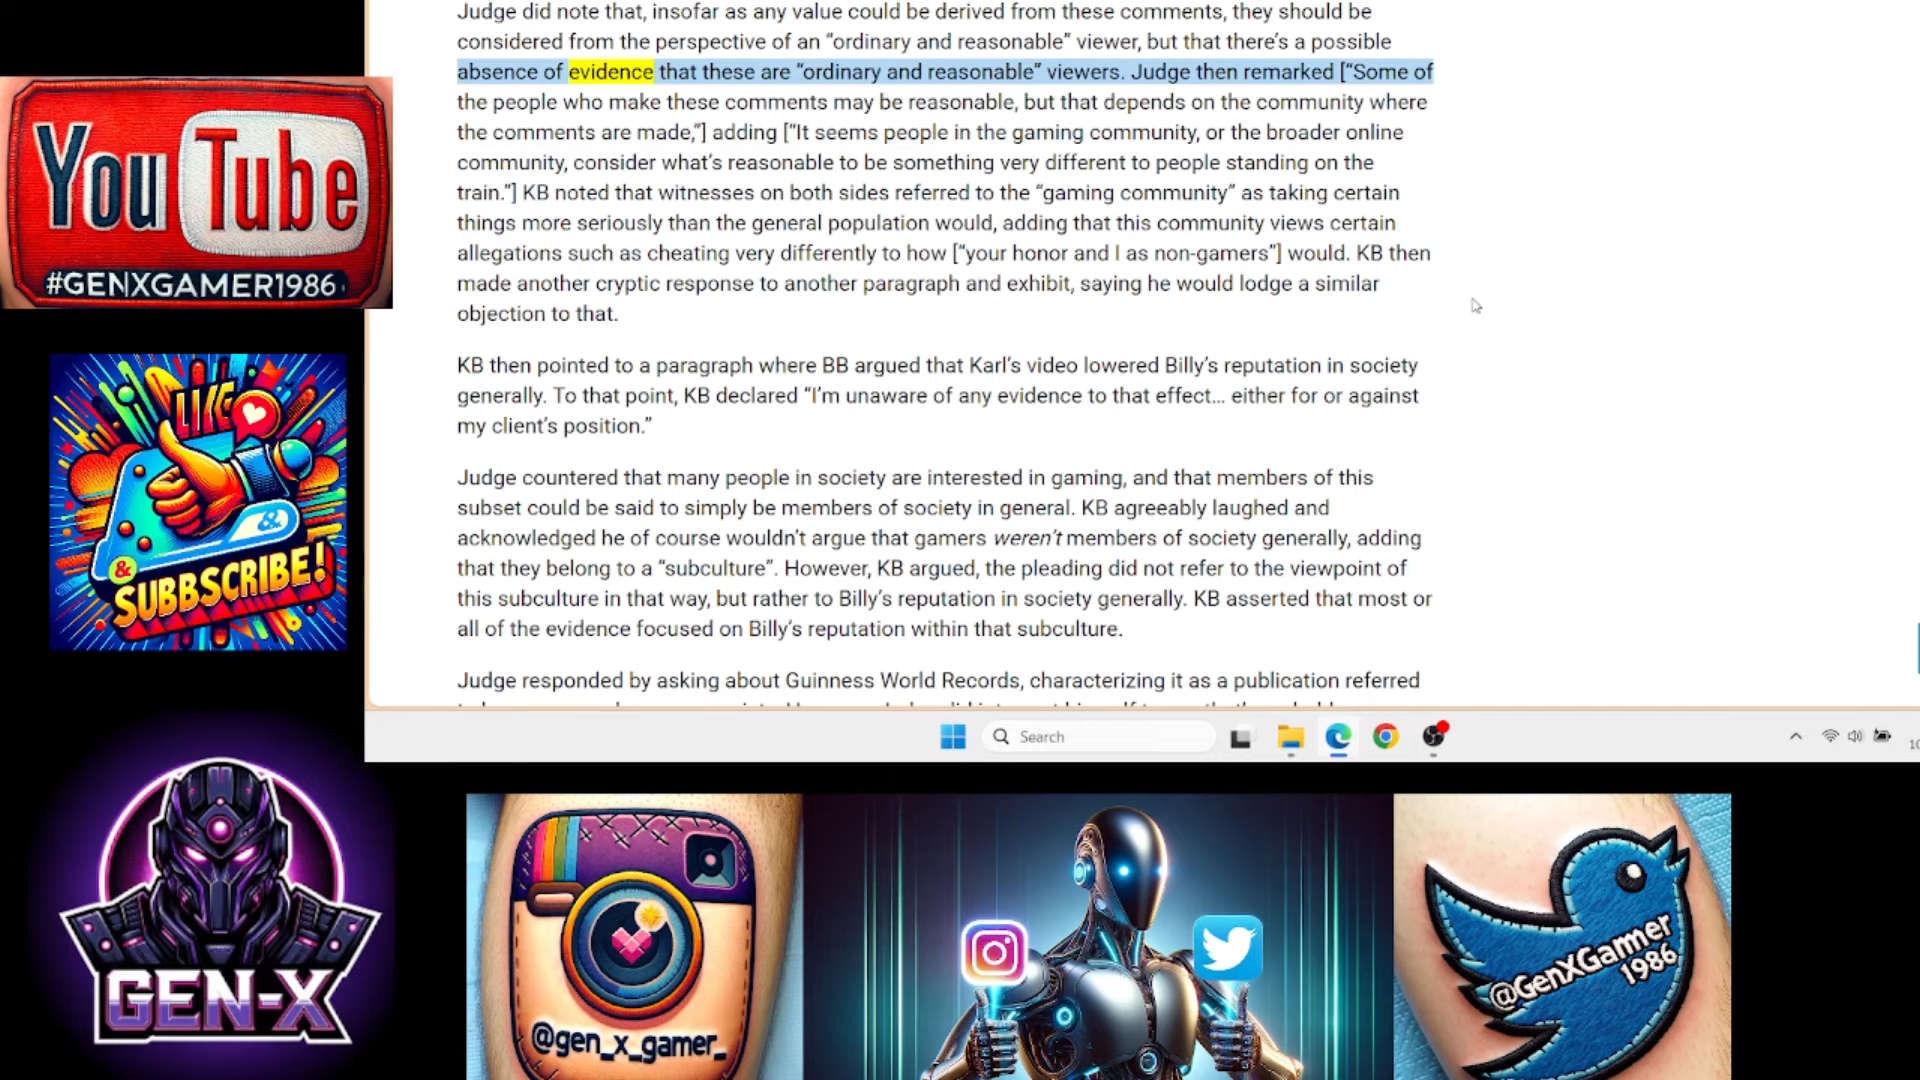 Judge did note that, insofar as any value could be derived from these comments, they should be
considered from the perspective of an “ordinary and reasonable” viewer, but that there’s a possible
absence of evidence that these are “ordinary and reasonable” viewers. Judge then remarked [“Some of
the people who make these comments may be reasonable, but that depends on the community where
the comments are made,”] adding [“It seems people in the gaming community, or the broader online
community, consider what’s reasonable to be something very different to people standing on the
train.”] KB noted that witnesses on both sides referred to the “gaming community” as taking certain
things more seriously than the general population would, adding that this community views certain
allegations such as cheating very differently to how [“your honor and I as non-gamers”] would. KB then
made another cryptic response to another paragraph and exhibit, saying he would lodge a similar
objection to that.
KB then pointed to a paragraph where BB argued that Karl’s video lowered Billy’s reputation in society
generally. To that point, KB declared “I’m unaware of any evidence to that effect… either for or against
my client’s position.”
Judge countered that many people in society are interested in gaming, and that members of this
subset could be said to simply be members of society in general. KB agreeably laughed and
acknowledged he of course wouldn’t argue that gamers weren’t members of society generally, adding
that they belong to a “subculture”. However, KB argued, the pleading did not refer to the viewpoint of
this subculture in that way, but rather to Billy’s reputation in society generally. KB asserted that most or
all of the evidence focused on Billy’s reputation within that subculture.
Judge responded by asking about Guinness World Records, characterizing it as a publication referred
Search
YouTube
#GENXGAMER1986
LIKE
&
& SUBBSCRIBE!
GEN-X
@gen_x_gamer_
@GenXGamer
1986